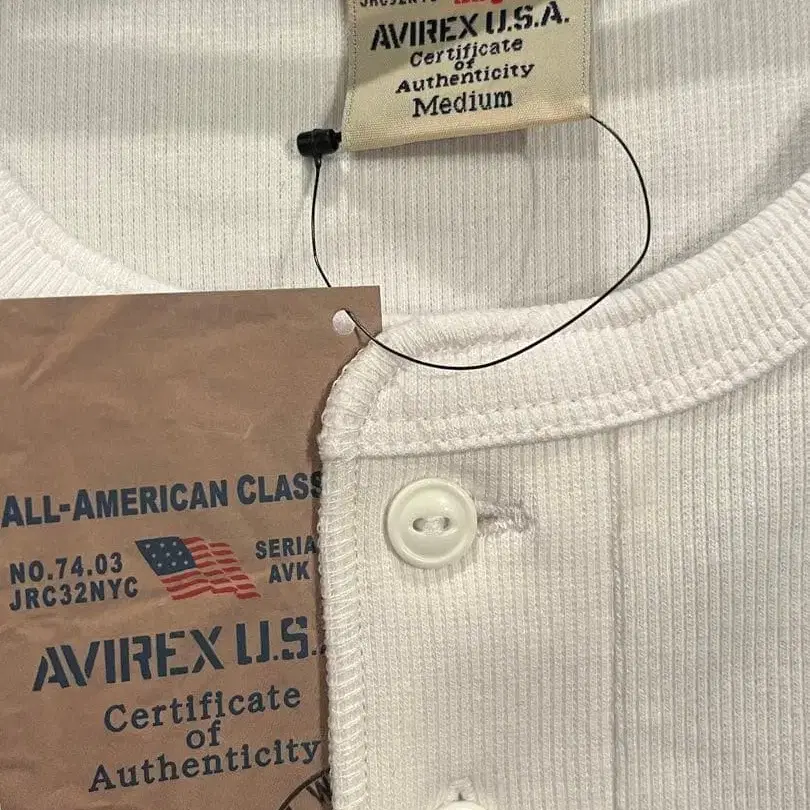 AVIREX U.S.A.
Certificate
of
Authenticity
Medium
ALL-AMERICAN CLASS
NO.74.03
JRC32NYC
SERIA
AVK
AVIREX U.S.
Certificate
of
Authenticity